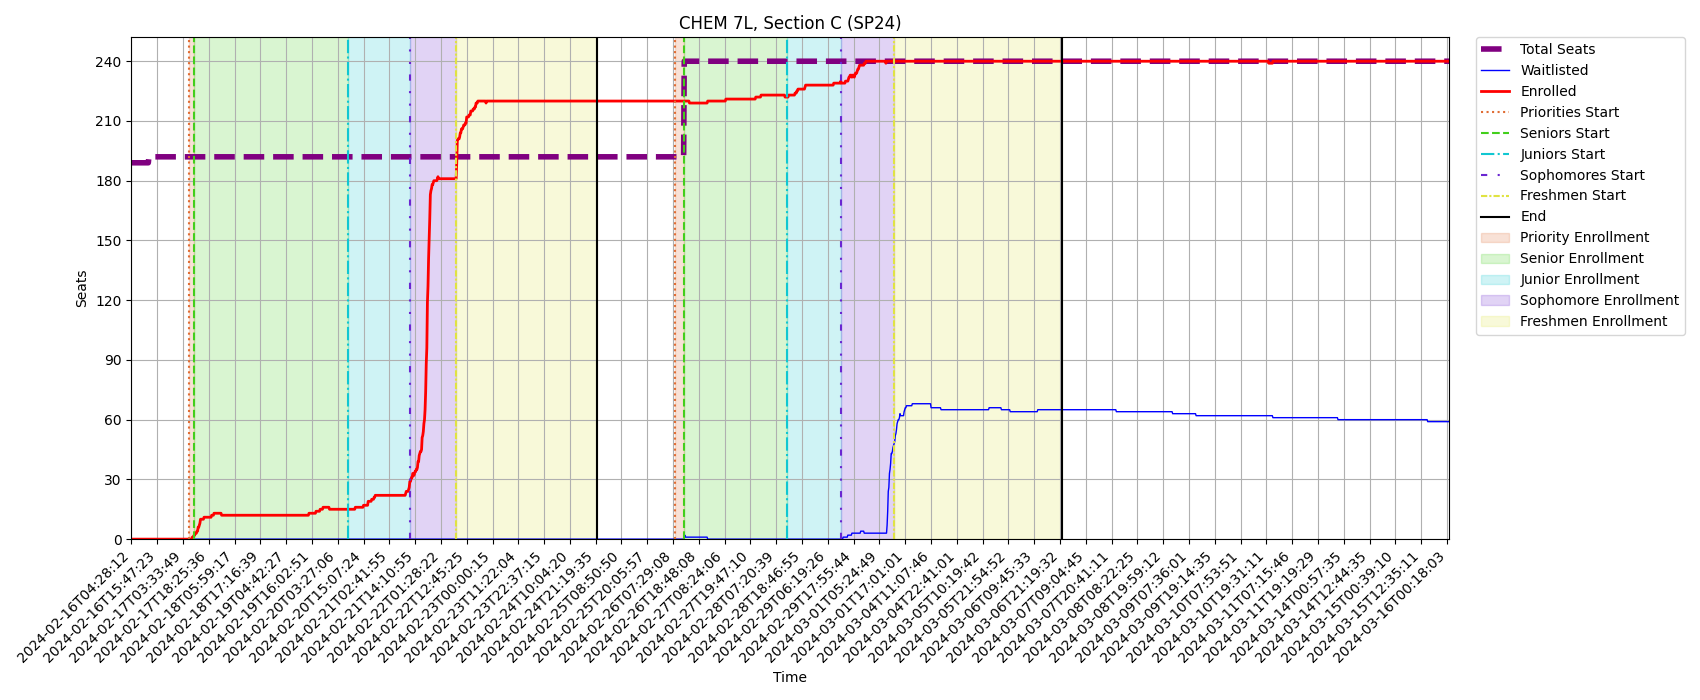 CHEM 7L, Section C (SP24)
Seats
240
210
180
150
120
90
60
30
0
2024-02-16T04:28:12
2024-02-16T15:47:23
2024-02-17T03:33:49
2024-02-17T18:25:36
2024-02-18T05:59:17
2024-02-18T17:16:39
2024-02-19T04:42:27
2024-02-19T16:02:51
2024-02-20T03:27:06
2024-02-20T15:07:24
2024-02-21T02:41:55
2024-02-21T14:10:55
2024-02-22T01:28:22
2024-02-22T12:45:25
2024-02-23T00:00:15
2024-02-23T11:22:04
2024-02-23T22:37:15
2024-02-24T10:04:20
2024-02-24T21:19:35
2024-02-25T08:50:50
2024-02-25T20:05:57
2024-02-26T07:29:08
2024-02-26T18:48:08
2024-02-27T08:24:06
2024-02-27T19:47:10
2024-02-28T07:20:39
2024-02-28T18:46:55
2024-02-29T06:19:26
2024-02-29T17:55:44
2024-03-01T05:24:49
2024-03-01T17:01:01
2024-03-04T11:07:46
2024-03-04T22:41:01
2024-03-05T10:19:42
2024-03-05T21:54:52
2024-03-06T09:45:33
2024-03-06T21:19:32
2024-03-07T09:04:45
2024-03-07T20:41:11
2024-03-08T08:22:25
2024-03-08T19:59:12
2024-03-09T07:36:01
2024-03-09T19:14:35
2024-03-10T07:53:51
2024-03-10T19:31:11
2024-03-11T07:15:46
2024-03-11T19:19:29
2024-03-14T00:57:35
2024-03-14T12:44:35
2024-03-15T00:39:10
2024-03-15T12:35:11
2024-03-16T00:18:03
Time
Total Seats
Waitlisted
Enrolled
Priorities Start
Seniors Start
Juniors Start
Sophomores Start
Freshmen Start
End
Priority Enrollment
Senior Enrollment
Junior Enrollment
Sophomore Enrollment
Freshmen Enrollment